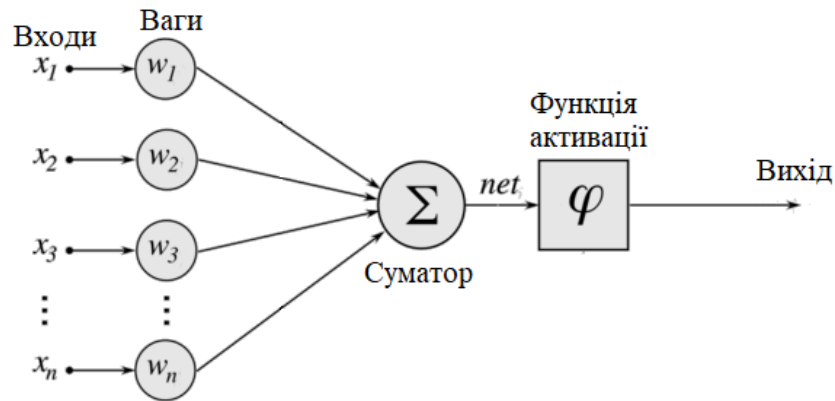 Входи
Ваги
x1
w1
x2
w2
x3
w3
xn
wn
Σ
Суматор
net
Функція
активації
φ
Вихід